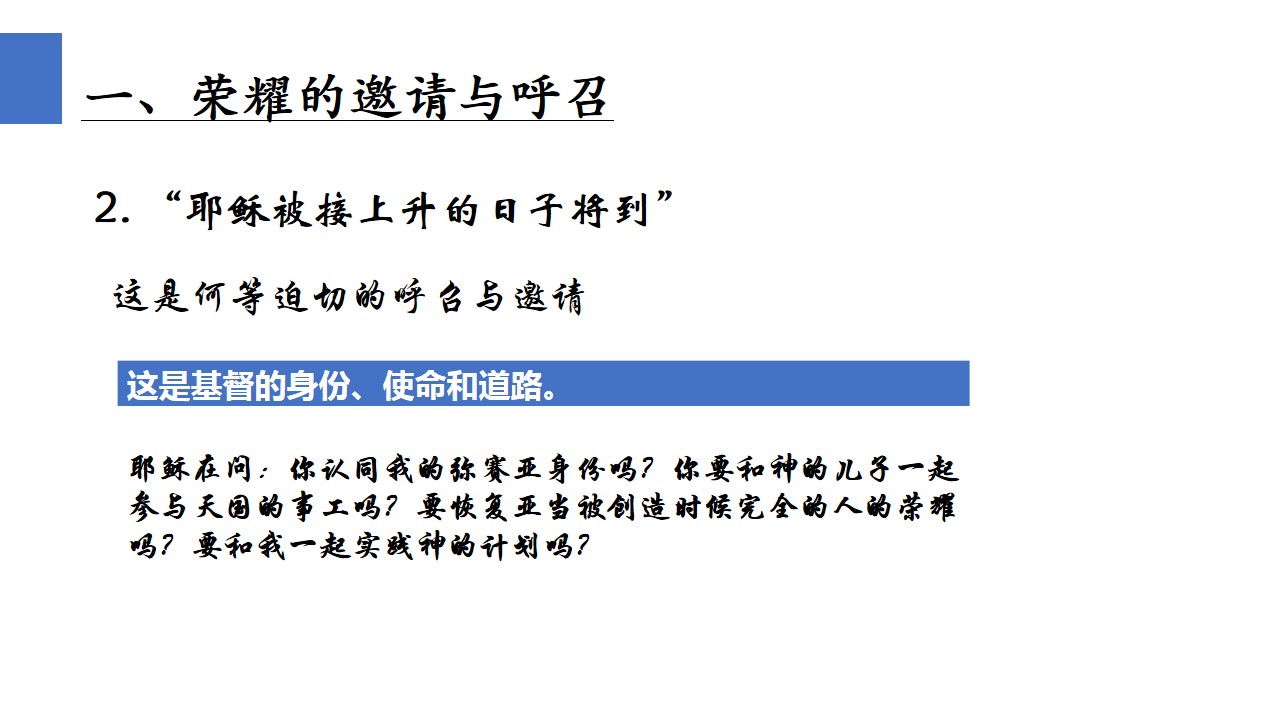 一、荣耀的邀请与呼召
2. “耶稣被接上升的日子将到”
这是何等迫切的呼召与邀请
这是基督的身份、使命和道路。
耶稣在问：你认同我的弥赛亚身份吗？你要和神的儿子一起
参与天国的事工吗？要恢复亚当被创造时候完全的人的荣耀
吗？要和我一起实践神的计划吗？